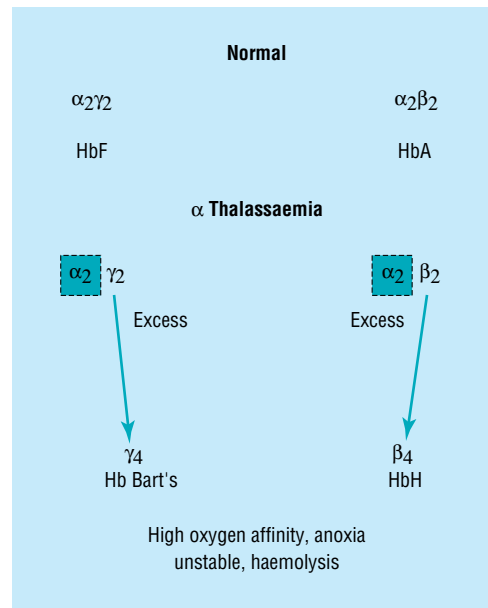 Normal
α2γ2 α2β2
HbF HbA
α Thalassaemia
α2 γ2 α2 β2
Excess Excess
γ4 β4
Hb Bart's HbH
High oxygen affinity, anoxia
unstable, haemolysis